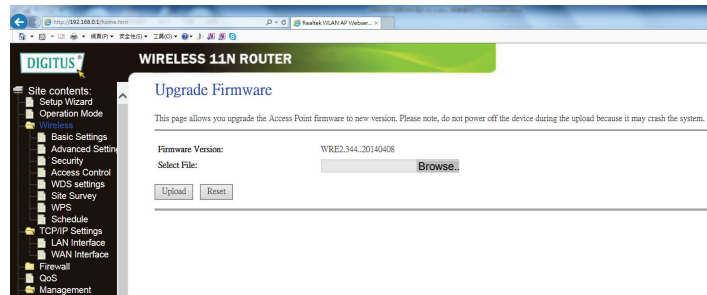 http://192.168.0.1/home.htm
Realtek WLAN AP Webser...
DIGITUS®
WIRELESS 11N ROUTER
Site contents:
Setup Wizard
Operation Mode
Wireless
Basic Settings
Advanced Setting
Security
Access Control
WDS settings
Site Survey
WPS
Schedule
TCP/IP Settings
LAN Interface
WAN Interface
Firewall
QoS
Management
Upgrade Firmware
This page allows you upgrade the Access Point firmware to new version. Please note, do not power off the device during the upload because it may crash the system.
Firmware Version: WRE2.344..20140408
Select File: Browse..
Upload Reset